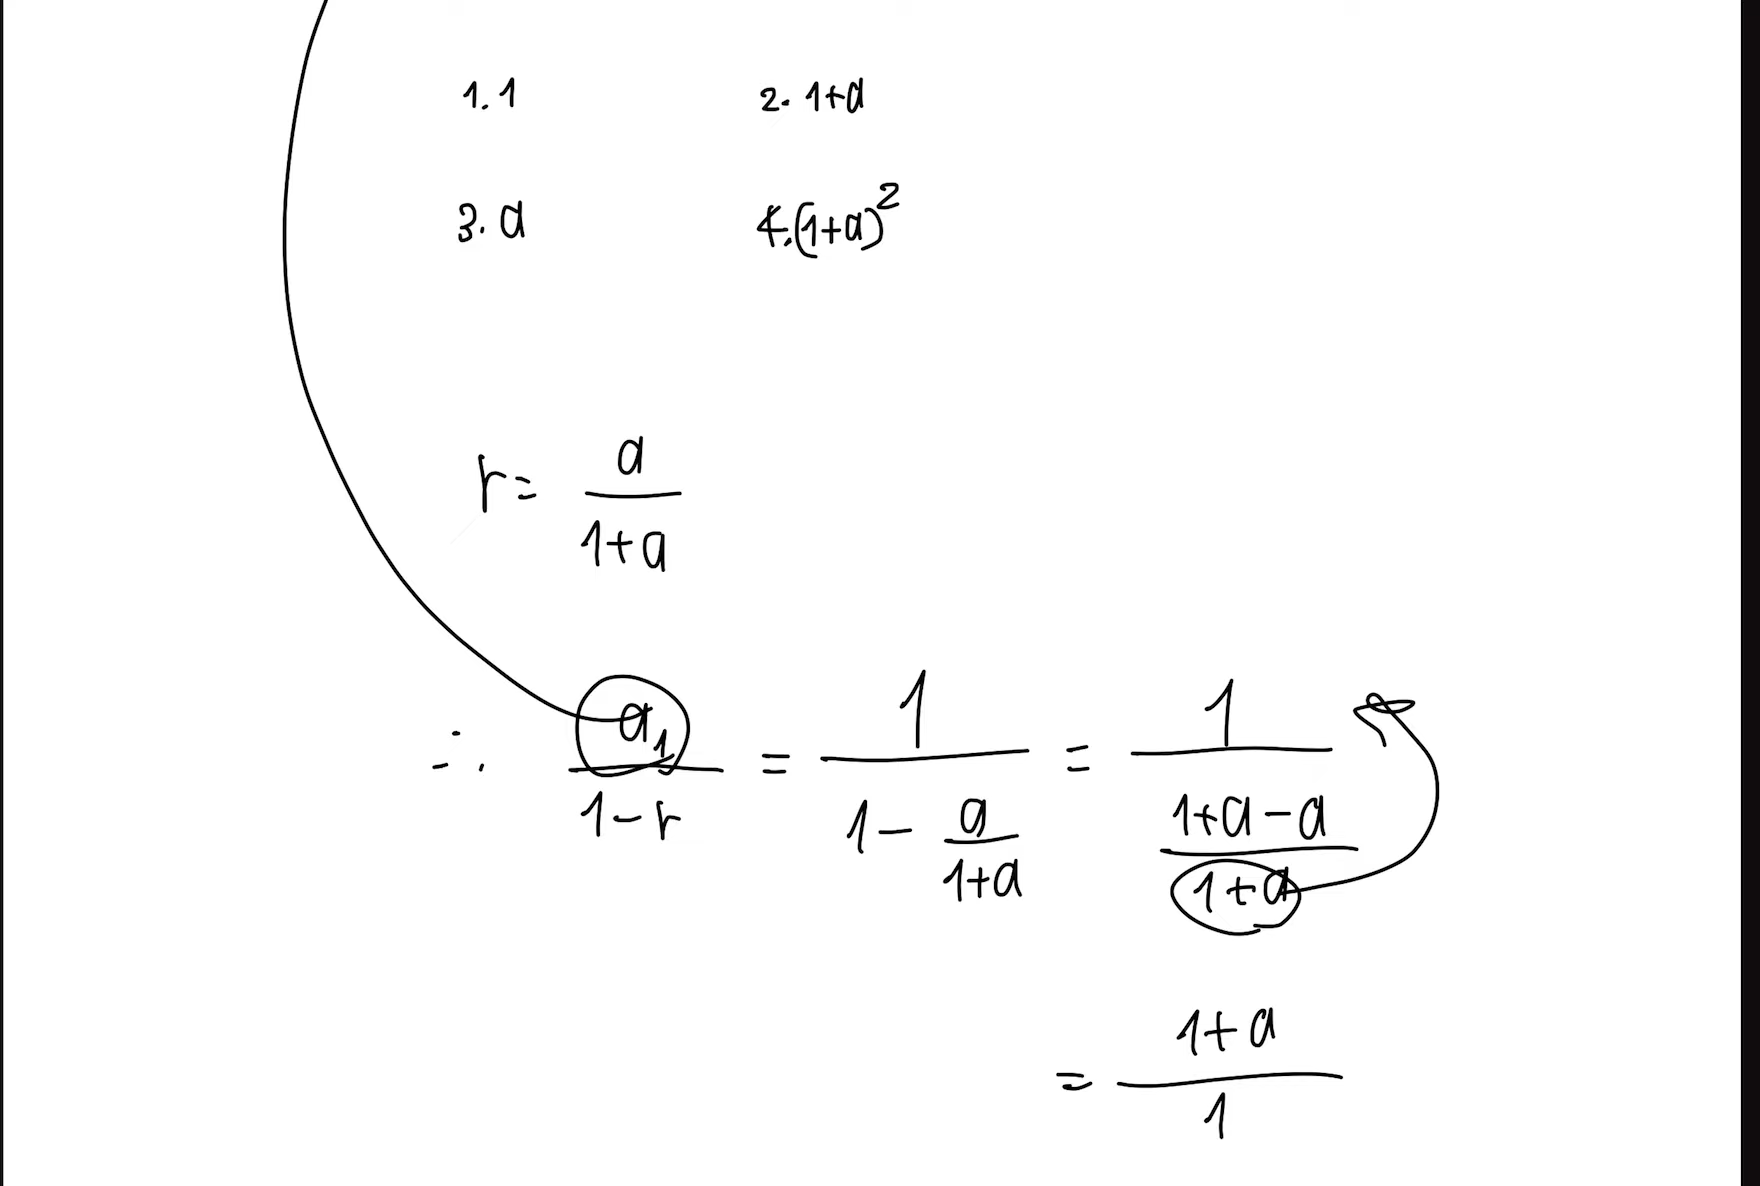 1. 1 2. 1+a
3. a 4. (1+a)²
r = a/(1+a)
∴ a₁/(1-r) = 1/(1 - a/(1+a)) = 1/((1+a-a)/(1+a))
= (1+a)/1